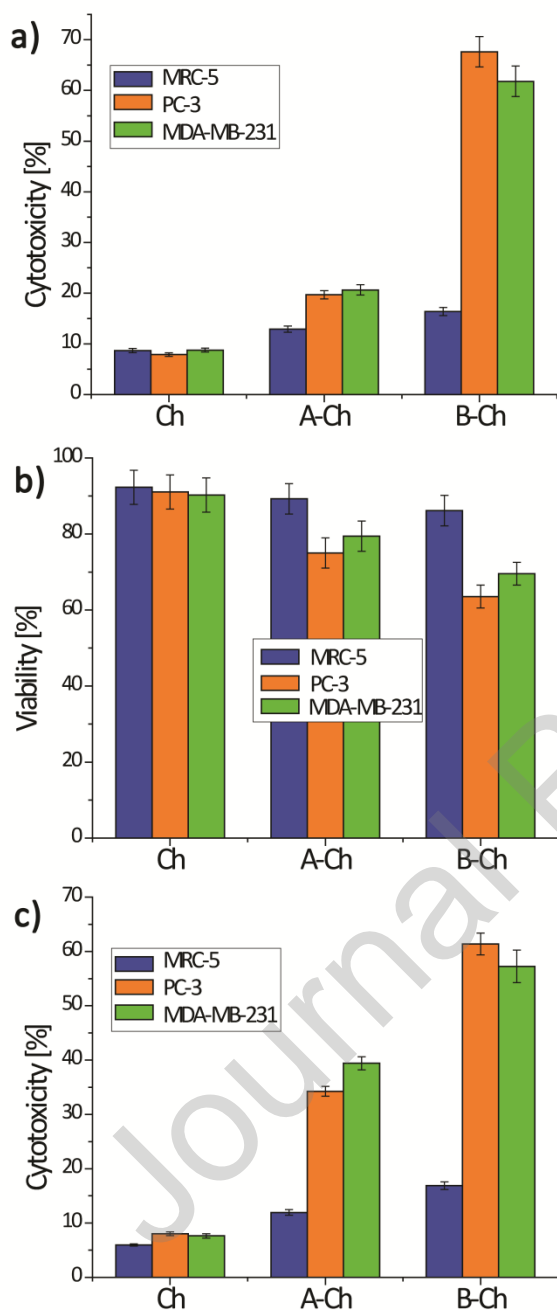 a)
Cytotoxicity [%]
70
60
50
40
30
20
10
0
MRC-5
PC-3
MDA-MB-231
Ch
A-Ch
B-Ch
b)
Viability [%]
100
80
60
40
20
0
MRC-5
PC-3
MDA-MB-231
Ch
A-Ch
B-Ch
c)
Cytotoxicity [%]
70
60
50
40
30
20
10
0
MRC-5
PC-3
MDA-MB-231
Ch
A-Ch
B-Ch
Journal P